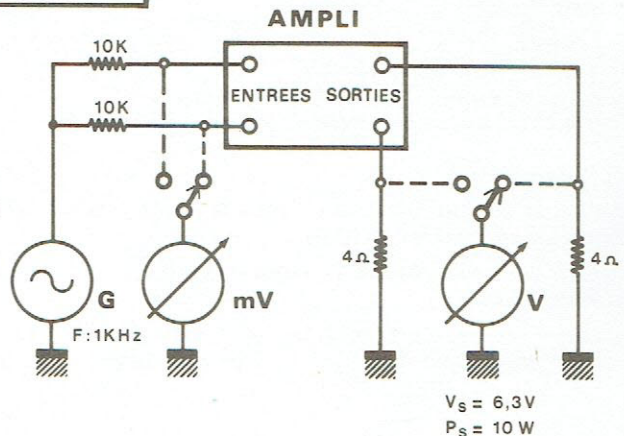 AMPLI
10K
10K
ENTREES SORTIES
G
F:1KHz
mV
4Ω
V
4Ω
Vs = 6,3V
Ps = 10 W